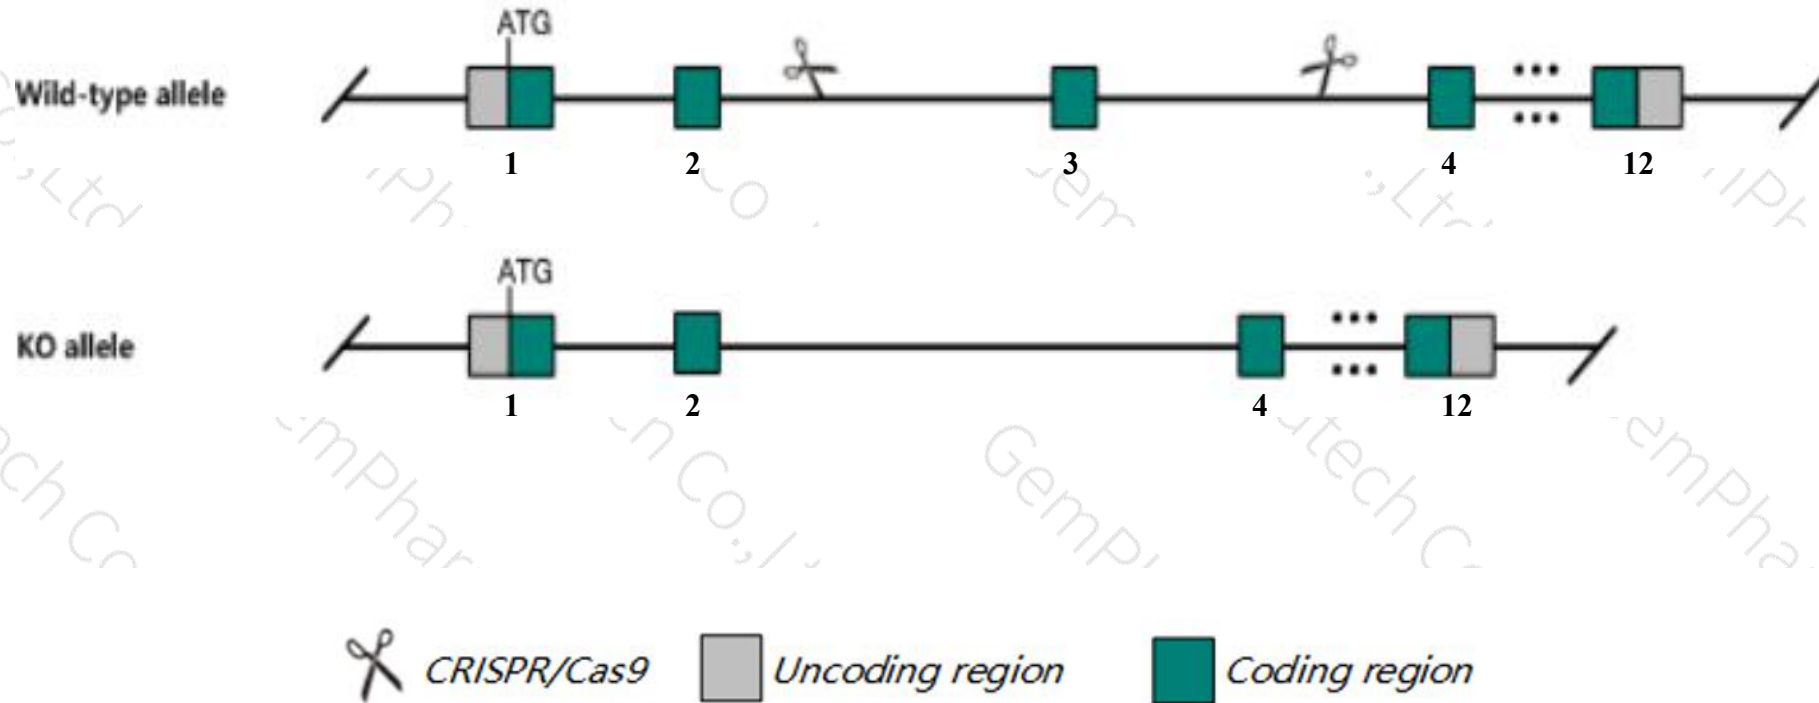 ATG
Wild-type allele
1 2 3 4 12
ATG
KO allele
1 2 4 12
CRISPR/Cas9 Uncoding region Coding region
GemPh